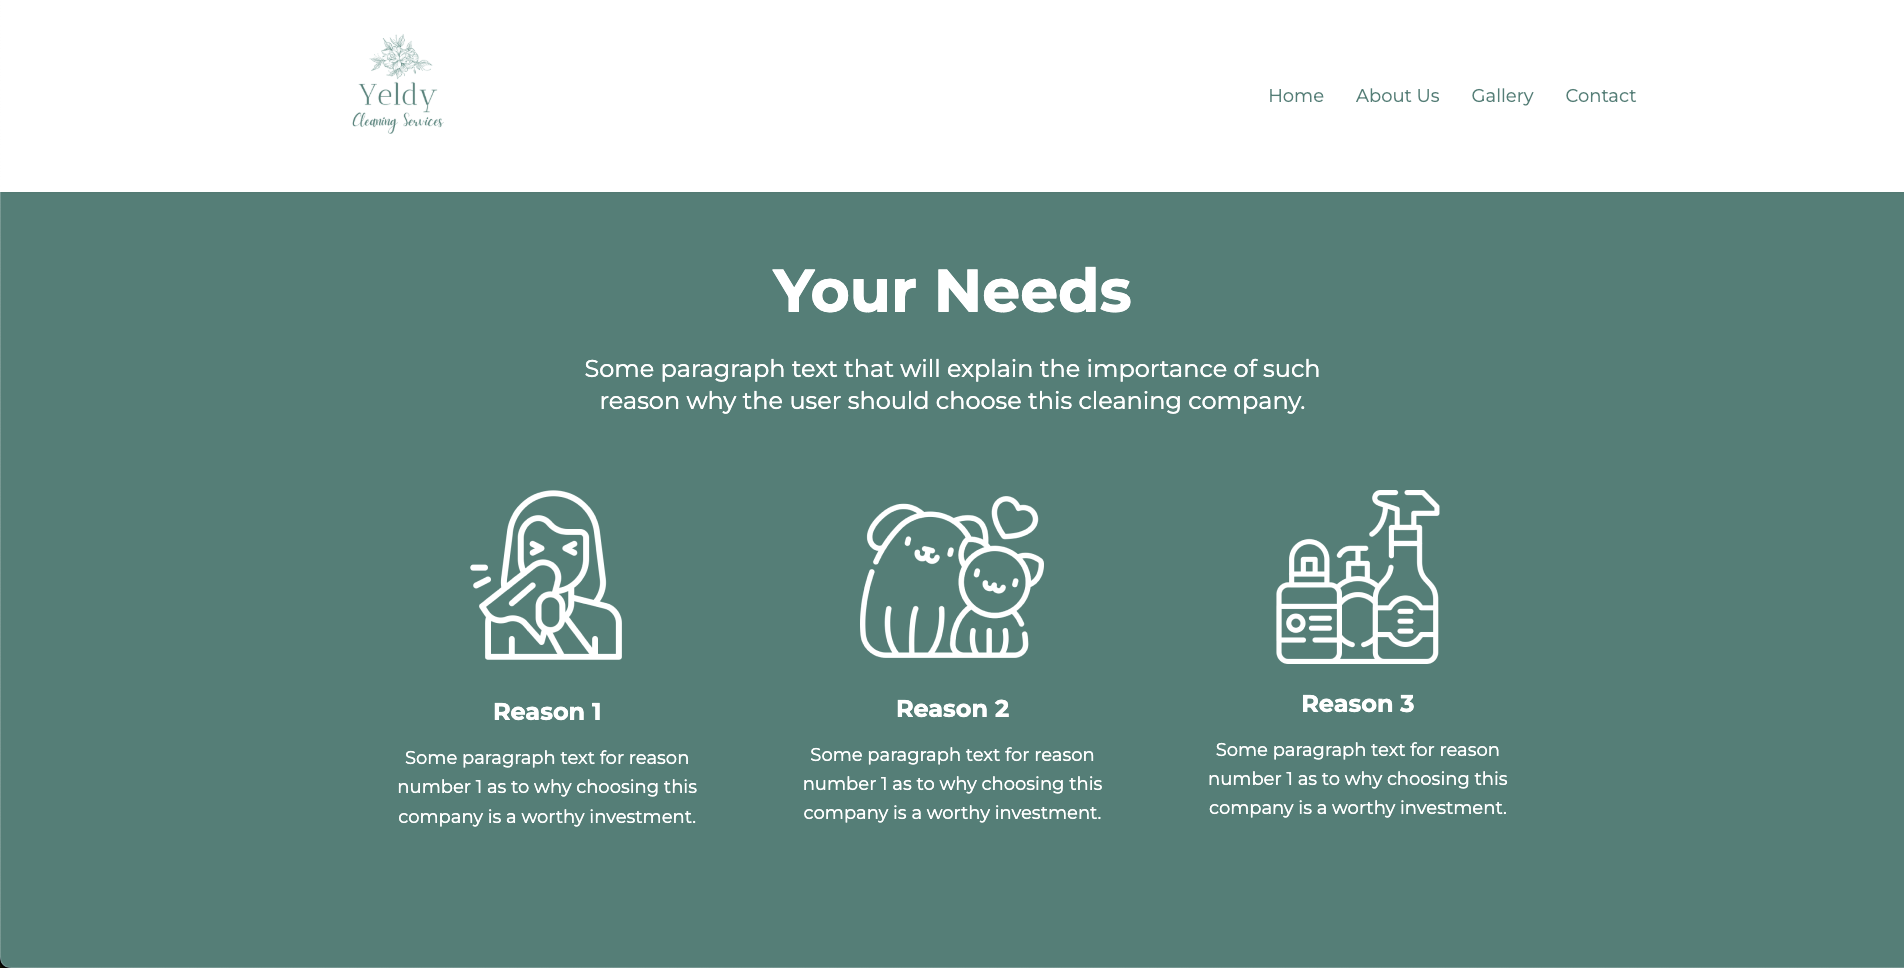 Yeldy
Cleaning Services
Home About Us Gallery Contact
Your Needs
Some paragraph text that will explain the importance of such
reason why the user should choose this cleaning company.
Reason 1
Some paragraph text for reason
number 1 as to why choosing this
company is a worthy investment.
Reason 2
Some paragraph text for reason
number 1 as to why choosing this
company is a worthy investment.
Reason 3
Some paragraph text for reason
number 1 as to why choosing this
company is a worthy investment.